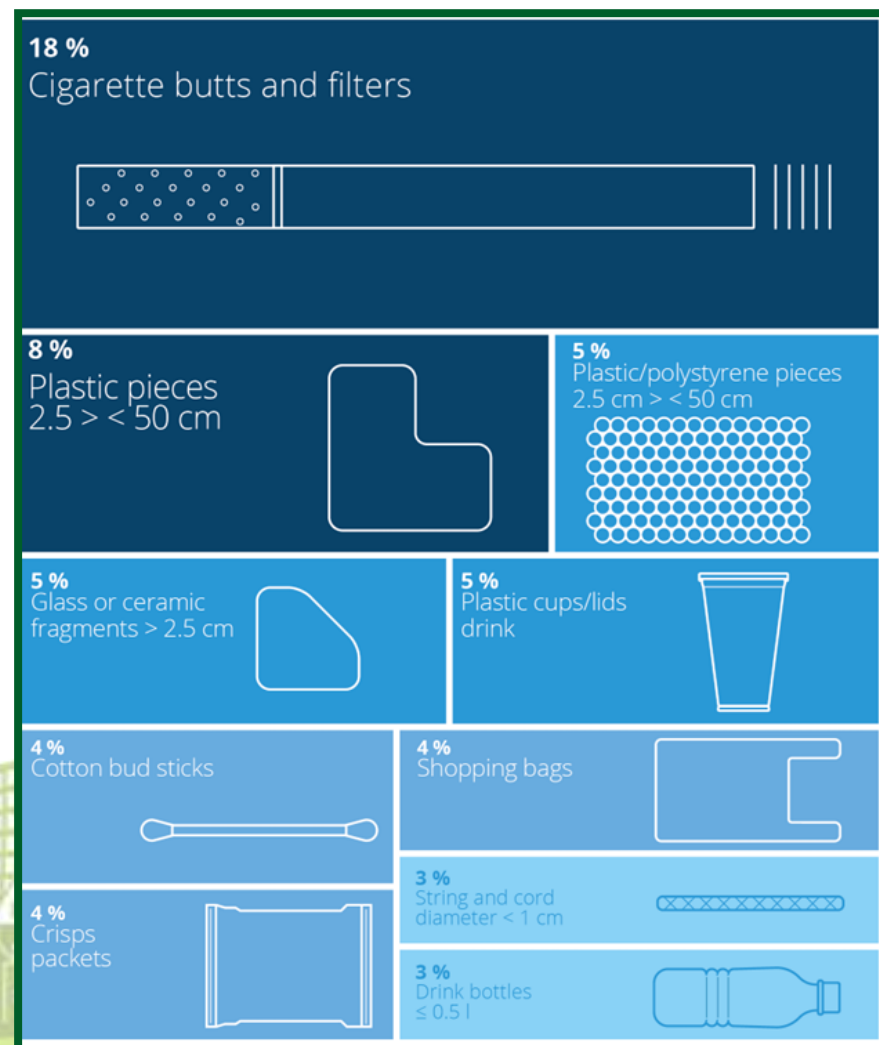 18 %
Cigarette butts and filters
8 %
Plastic pieces
2.5 > < 50 cm
5 %
Plastic/polystyrene pieces
2.5 cm > < 50 cm
5 %
Glass or ceramic
fragments > 2.5 cm
5 %
Plastic cups/lids
drink
4 %
Cotton bud sticks
4 %
Shopping bags
3 %
String and cord
diameter < 1 cm
4 %
Crisps
packets
3 %
Drink bottles
≤ 0.5 l